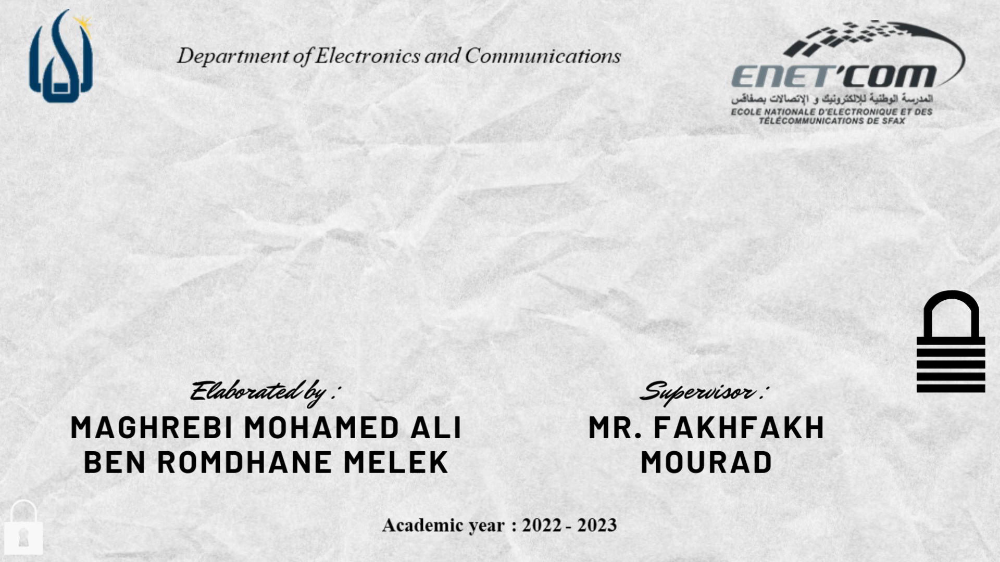 Department of Electronics and Communications
ENET'COM
المدرسة الوطنية للإلكترونيك و الإتصالات بصفاقس
ECOLE NATIONALE D'ELECTRONIQUE ET DES
TÉLÉCOMMUNICATIONS DE SFAX
Elaborated by :
MAGHREBI MOHAMED ALI
BEN ROMDHANE MELEK
Supervisor :
MR. FAKHFAKH
MOURAD
Academic year : 2022 - 2023